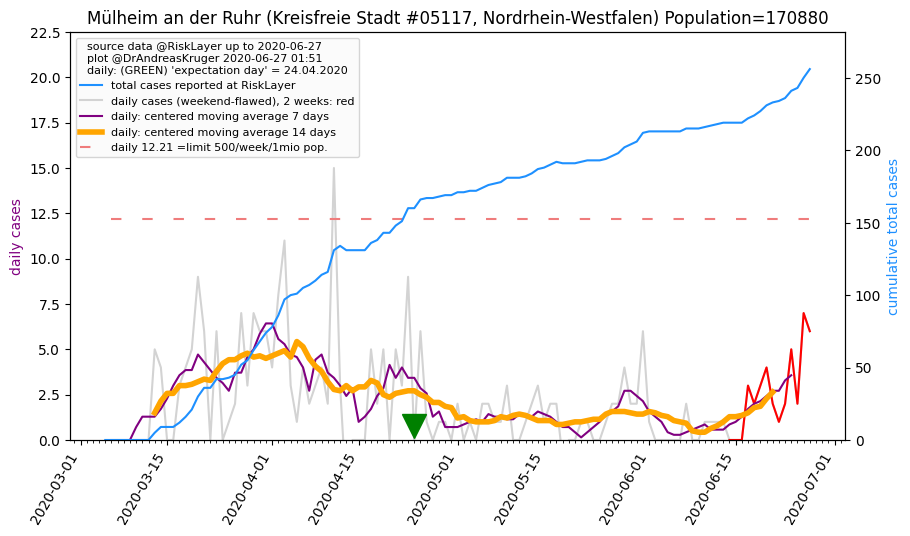 Mülheim an der Ruhr (Kreisfreie Stadt #05117, Nordrhein-Westfalen) Population=170880
source data @RiskLayer up to 2020-06-27
plot @DrAndreasKruger 2020-06-27 01:51
daily: (GREEN) 'expectation day' = 24.04.2020
total cases reported at RiskLayer
daily cases (weekend-flawed), 2 weeks: red
daily: centered moving average 7 days
daily: centered moving average 14 days
daily 12.21 =limit 500/week/1mio pop.
daily cases
22.5
20.0
17.5
15.0
12.5
10.0
7.5
5.0
2.5
0.0
250
200
150
100
50
0
cumulative total cases
2020-03-01
2020-03-15
2020-04-01
2020-04-15
2020-05-01
2020-05-15
2020-06-01
2020-06-15
2020-07-01